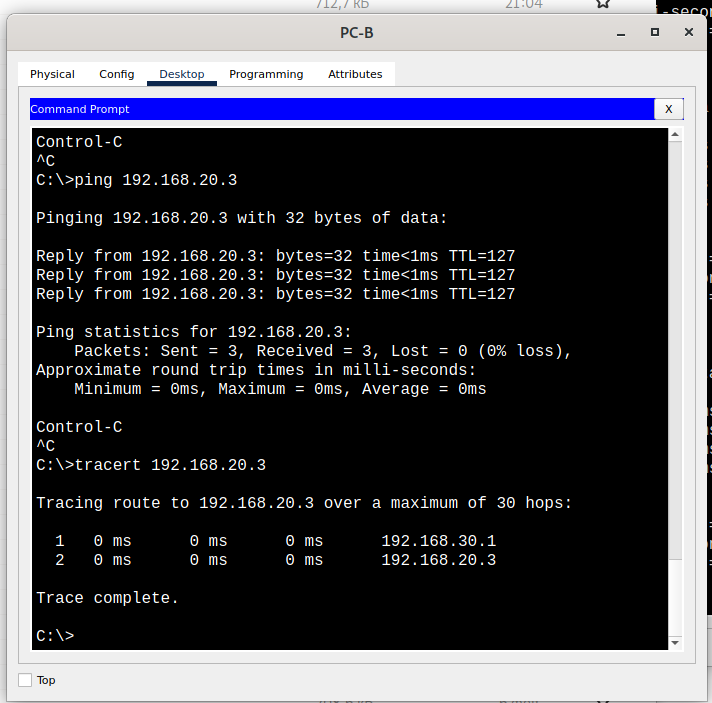 712,7 кБ
21:04
i-secon
PC-B
Physical Config Desktop Programming Attributes
Command Prompt
X
Control-C
^C
C:\>ping 192.168.20.3
Pinging 192.168.20.3 with 32 bytes of data:
Reply from 192.168.20.3: bytes=32 time<1ms TTL=127
Reply from 192.168.20.3: bytes=32 time<1ms TTL=127
Reply from 192.168.20.3: bytes=32 time<1ms TTL=127
Ping statistics for 192.168.20.3:
Packets: Sent = 3, Received = 3, Lost = 0 (0% loss),
Approximate round trip times in milli-seconds:
Minimum = 0ms, Maximum = 0ms, Average = 0ms
Control-C
^C
C:\>tracert 192.168.20.3
Tracing route to 192.168.20.3 over a maximum of 30 hops:
1 0 ms 0 ms 0 ms 192.168.30.1
2 0 ms 0 ms 0 ms 192.168.20.3
Trace complete.
C:\>
Top